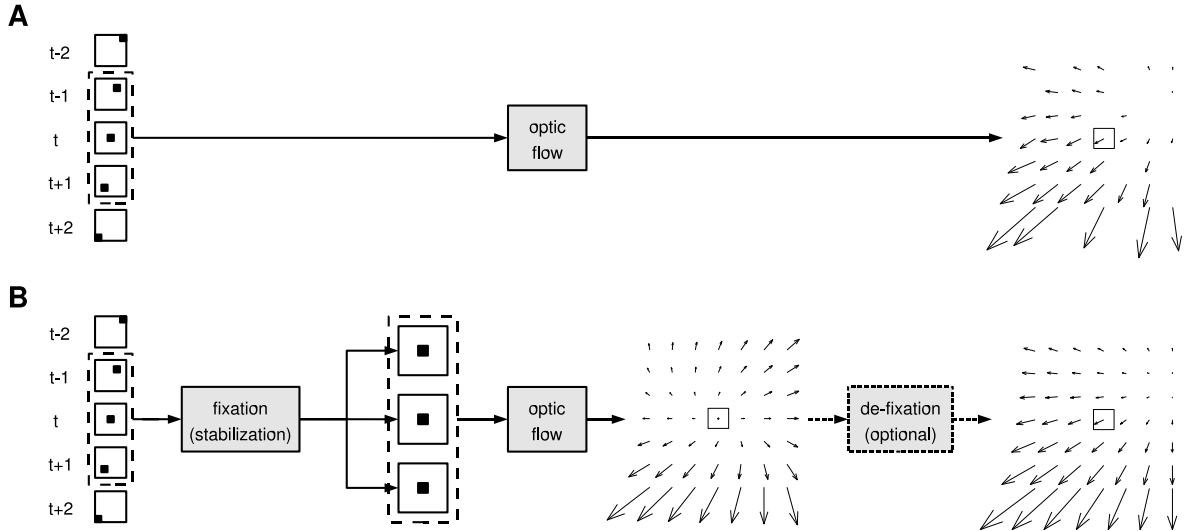 A
t-2
t-1
t
t+1
t+2
optic
flow
B
t-2
t-1
t
t+1
t+2
fixation
(stabilization)
optic
flow
de-fixation
(optional)